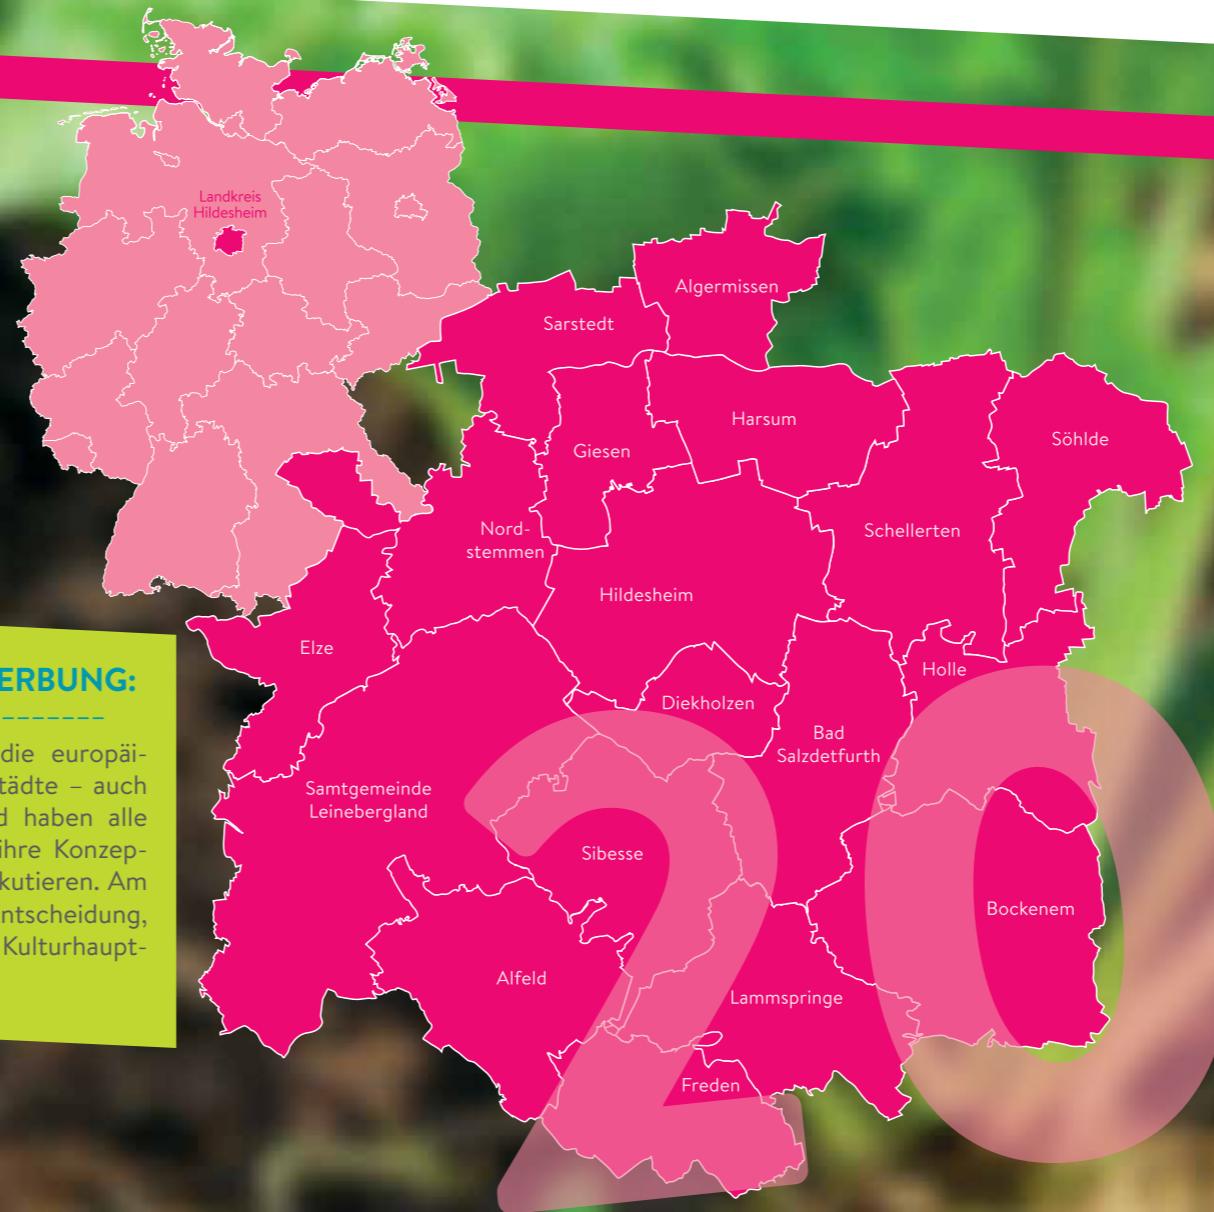 Landkreis
Hildesheim
Algermissen
Sarstedt
Harsum
Giesen
Söhlde
Nord-
stemmen
Schellerten
Hildesheim
Elze
Holle
Diekholzen
Bad
Salzdetfurth
Samtgemeinde
Leinebergland
Sibesse
Bockenem
Alfeld
Lammspringe
Freden
20
ERBUNG:
die europäi-
tädte – auch
d haben alle
ihre Konzep-
kutieren. Am
ntscheidung,
Kulturhaupt-